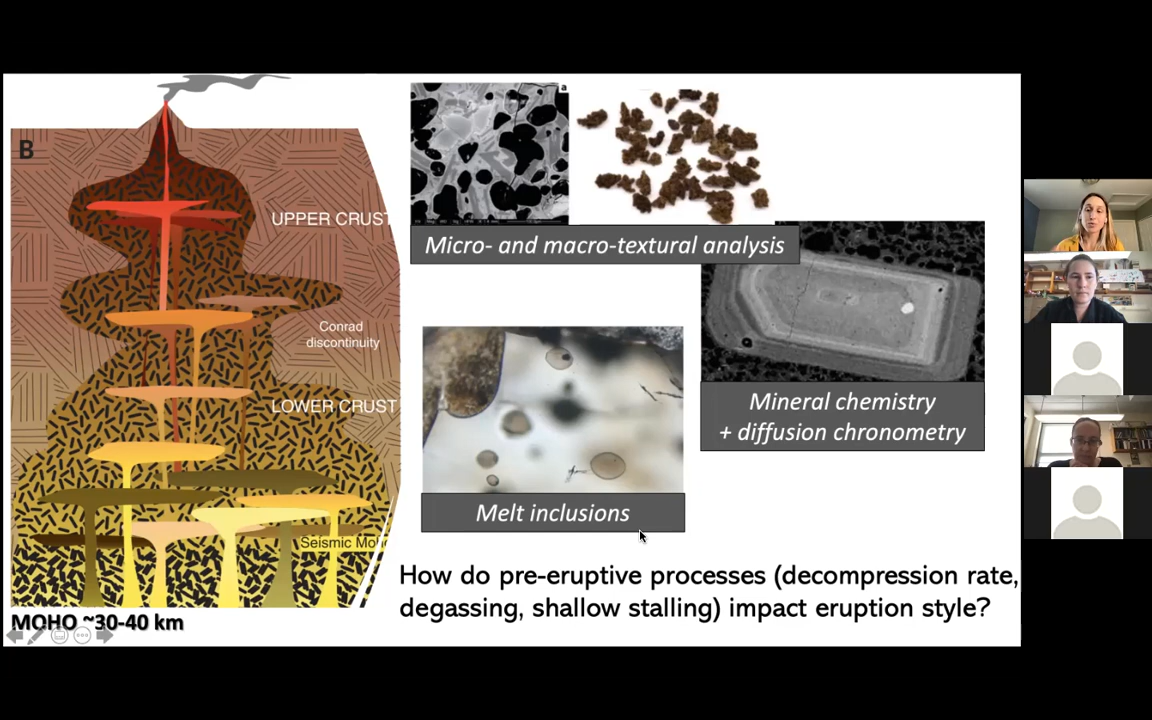 B
UPPER CRUST
Conrad
discontinuity
LOWER CRUST
Seismic Moho
MOHO ~30-40 km
a
Micro- and macro-textural analysis
Mineral chemistry
+ diffusion chronometry
Melt inclusions
How do pre-eruptive processes (decompression rate,
degassing, shallow stalling) impact eruption style?